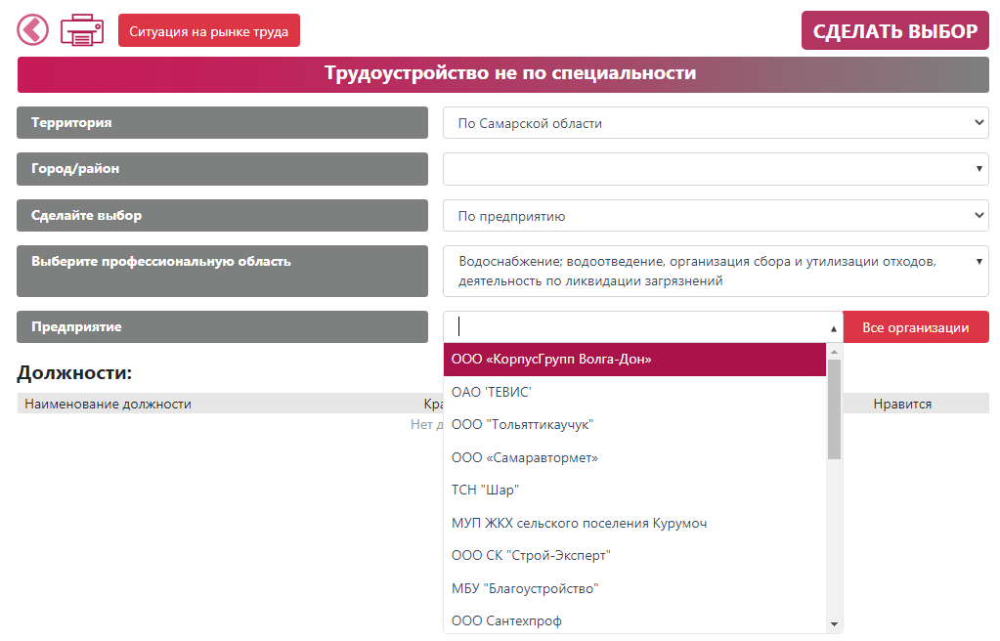 Ситуация на рынке труда
СДЕЛАТЬ ВЫБОР
Трудоустройство не по специальности
Территория
По Самарской области
Город/район
Сделайте выбор
По предприятию
Выберите профессиональную область
Водоснабжение; водоотведение, организация сбора и утилизации отходов,
деятельность по ликвидации загрязнений
Предприятие
Все организации
ООО «КорпусГрупп Волга-Дон»
ОАО 'ТЕВИС'
ООО "Тольяттикаучук"
ООО «Самаравтормет»
ТСН "Шар"
МУП ЖКХ сельского поселения Курумоч
ООО СК "Строй-Эксперт"
МБУ "Благоустройство"
ООО Сантехпроф
Должности:
Наименование должности
Кра
Нравится
Нет д